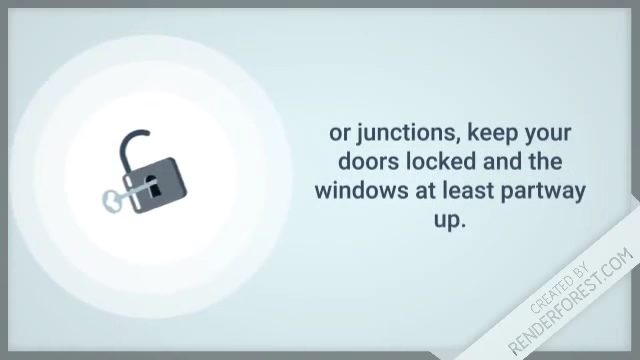 or junctions, keep your
doors locked and the
windows at least partway
up.
CREATED BY
RENDERFOREST.COM